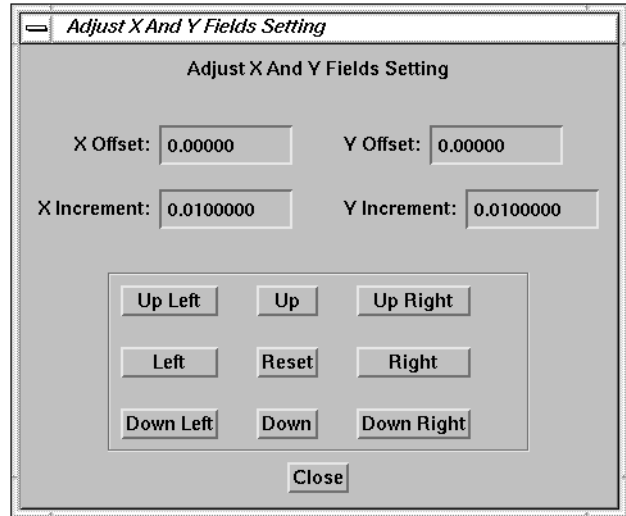 Adjust X And Y Fields Setting
Adjust X And Y Fields Setting
X Offset: 0.00000 Y Offset: 0.00000
X Increment: 0.0100000 Y Increment: 0.0100000
Up Left Up Up Right
Left Reset Right
Down Left Down Down Right
Close